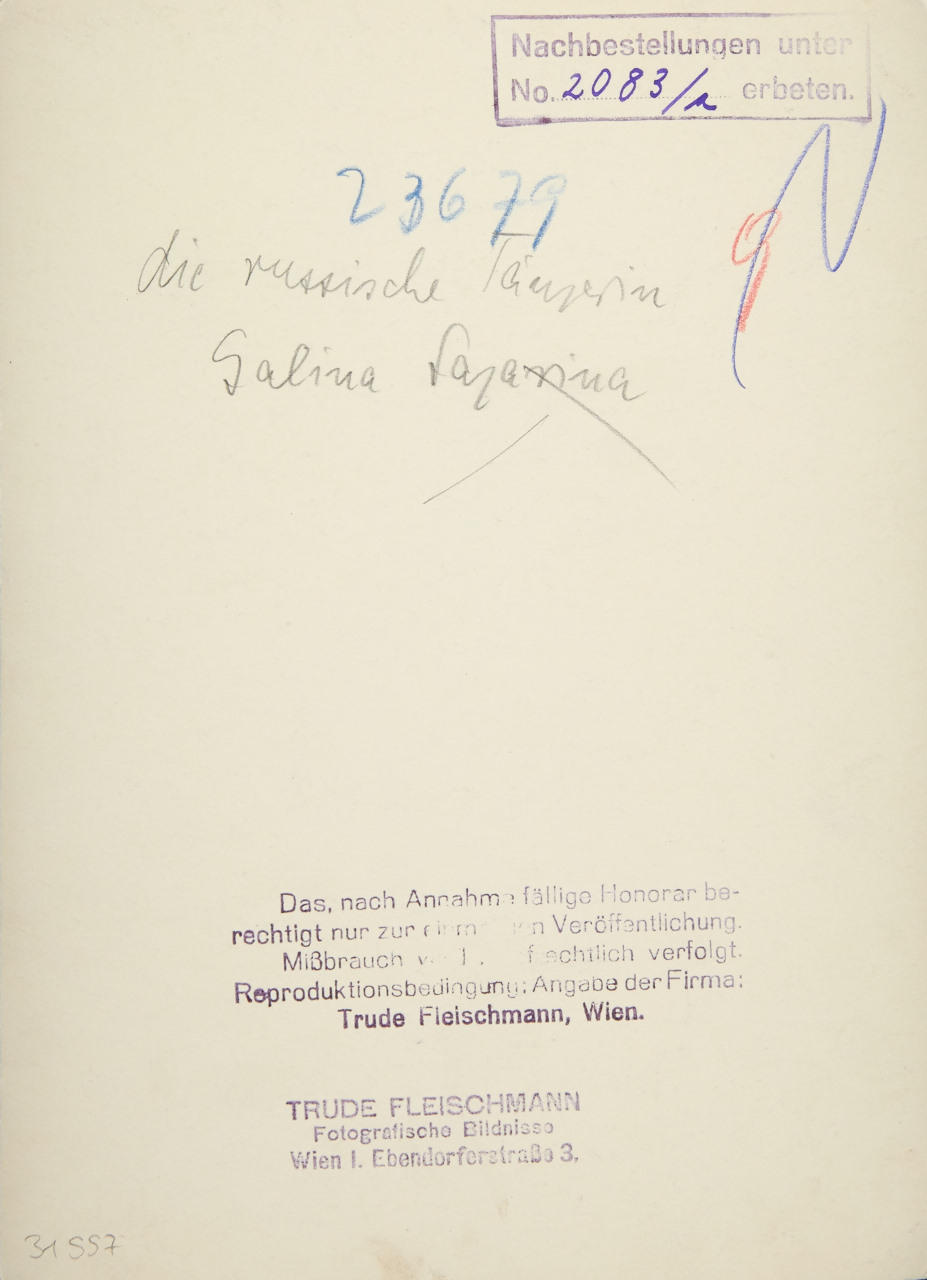 Nachbestellungen unter
No. 2083/a erbeten.
23679
9
die russische Tänzerin
Galina
Das, nach Annahme fällige Honorar be-
rechtigt nur zur Veröffentlichung.
Mißbrauch verfolgt.
Reproduktionsbedingung: Angabe der Firma:
Trude Fleischmann, Wien.
TRUDE FLEISCHMANN
Fotografische Bildnisse
Wien I. Ebendorferstraße 3.
31557